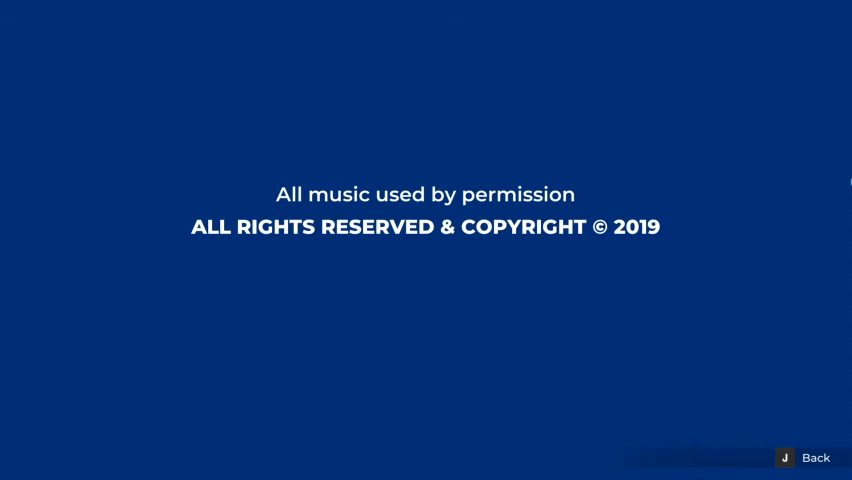 All music used by permission
ALL RIGHTS RESERVED & COPYRIGHT © 2019
J Back